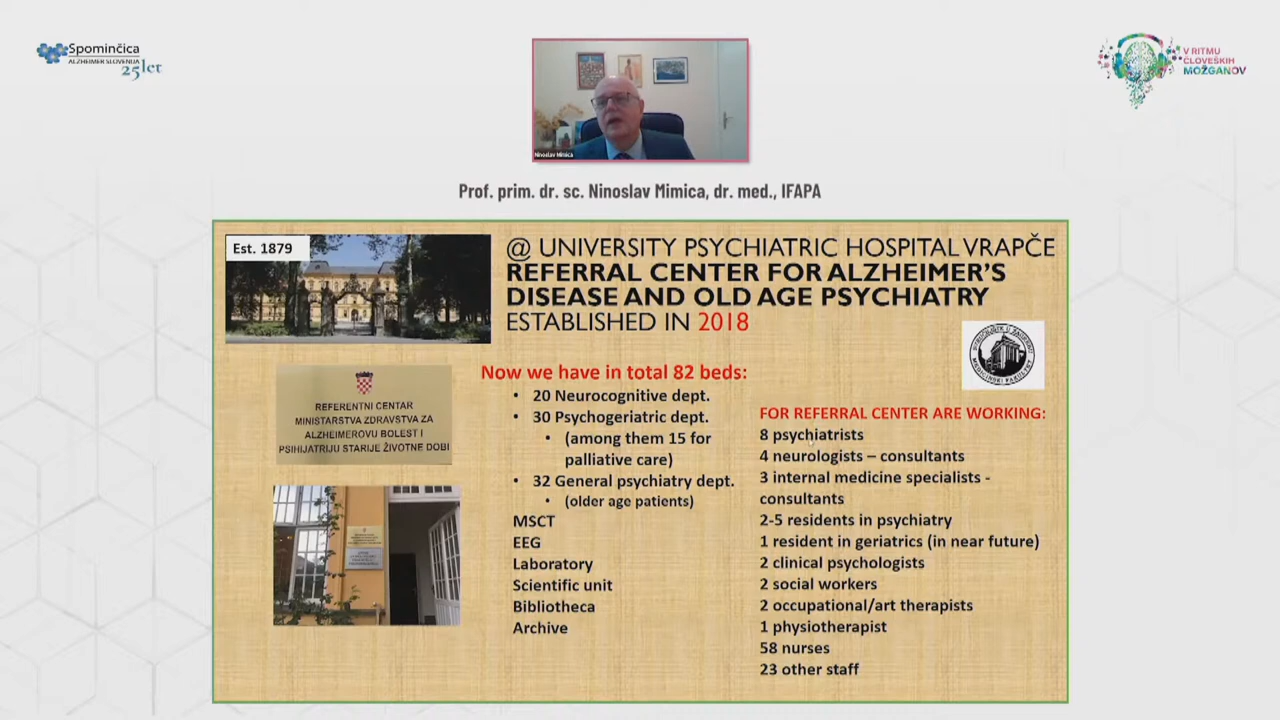 Spominčica
ALZHEIMER SLOVENIJA
25let
V RITMU
ČLOVEŠKIH
MOŽGANOV
Ninoslav Mimica
Prof. prim. dr. sc. Ninoslav Mimica, dr. med., IFAPA
Est. 1879
@ UNIVERSITY PSYCHIATRIC HOSPITAL VRAPČE
REFERRAL CENTER FOR ALZHEIMER'S
DISEASE AND OLD AGE PSYCHIATRY
ESTABLISHED IN 2018
REFERENTNI CENTAR
MINISTARSTVA ZDRAVSTVA ZA
ALZHEIMEROVU BOLEST I
PSIHIJATRIJU STARIJE ŽIVOTNE DOBI
Now we have in total 82 beds:
• 20 Neurocognitive dept.
• 30 Psychogeriatric dept.
• (among them 15 for
palliative care)
• 32 General psychiatry dept.
• (older age patients)
MSCT
EEG
Laboratory
Scientific unit
Bibliotheca
Archive
FOR REFERRAL CENTER ARE WORKING:
8 psychiatrists
4 neurologists – consultants
3 internal medicine specialists -
consultants
2-5 residents in psychiatry
1 resident in geriatrics (in near future)
2 clinical psychologists
2 social workers
2 occupational/art therapists
1 physiotherapist
58 nurses
23 other staff